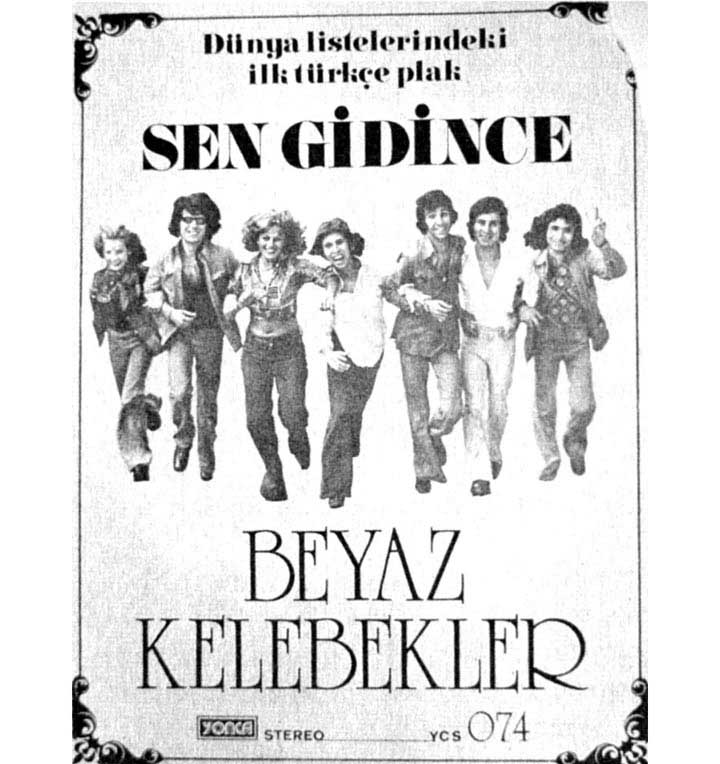 Dünya listelerindeki
ilk türkçe plak
SEN GİDİNCE
BEYAZ
KELEBEKLER
YONCA STEREO YCS 074